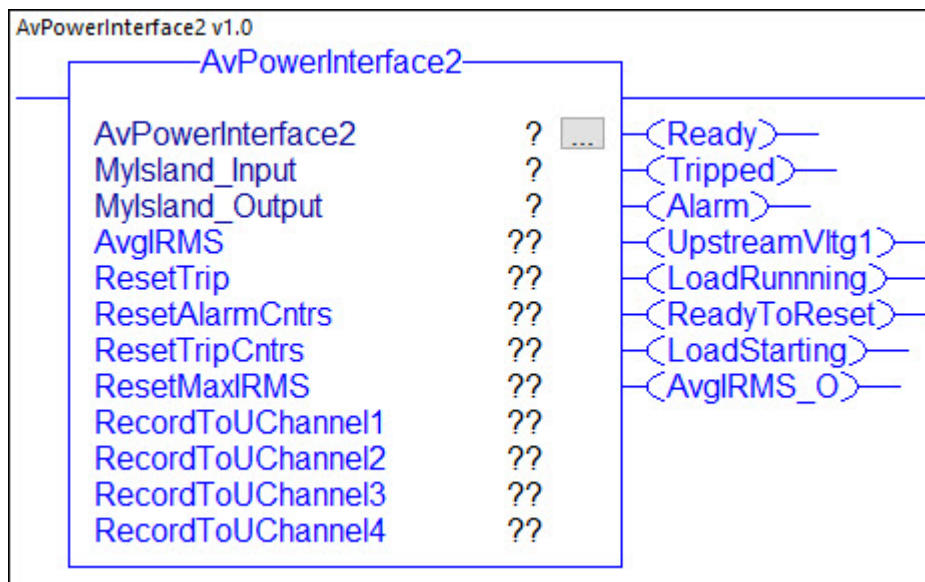 AvPowerInterface2 v1.0
AvPowerInterface2
AvPowerInterface2 ? ... Ready
MyIsland_Input ? Tripped
MyIsland_Output ? Alarm
AvgIRMS ?? UpstreamVltg1
ResetTrip ?? LoadRunnning
ResetAlarmCntrs ?? ReadyToReset
ResetTripCntrs ?? LoadStarting
ResetMaxIRMS ?? AvgIRMS_O
RecordToUChannel1 ??
RecordToUChannel2 ??
RecordToUChannel3 ??
RecordToUChannel4 ??